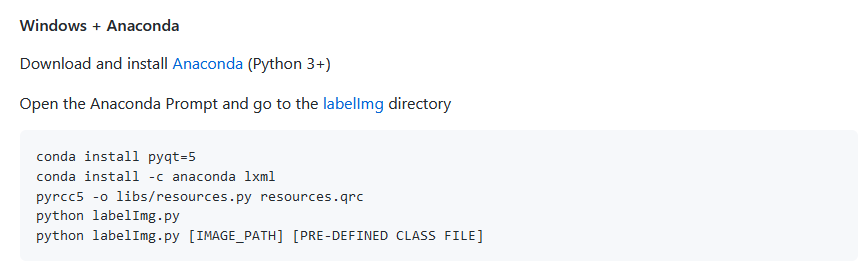 Windows + Anaconda
Download and install Anaconda (Python 3+)
Open the Anaconda Prompt and go to the labelImg directory
conda install pyqt=5
conda install -c anaconda lxml
pyrcc5 -o libs/resources.py resources.qrc
python labelImg.py
python labelImg.py [IMAGE_PATH] [PRE-DEFINED CLASS FILE]